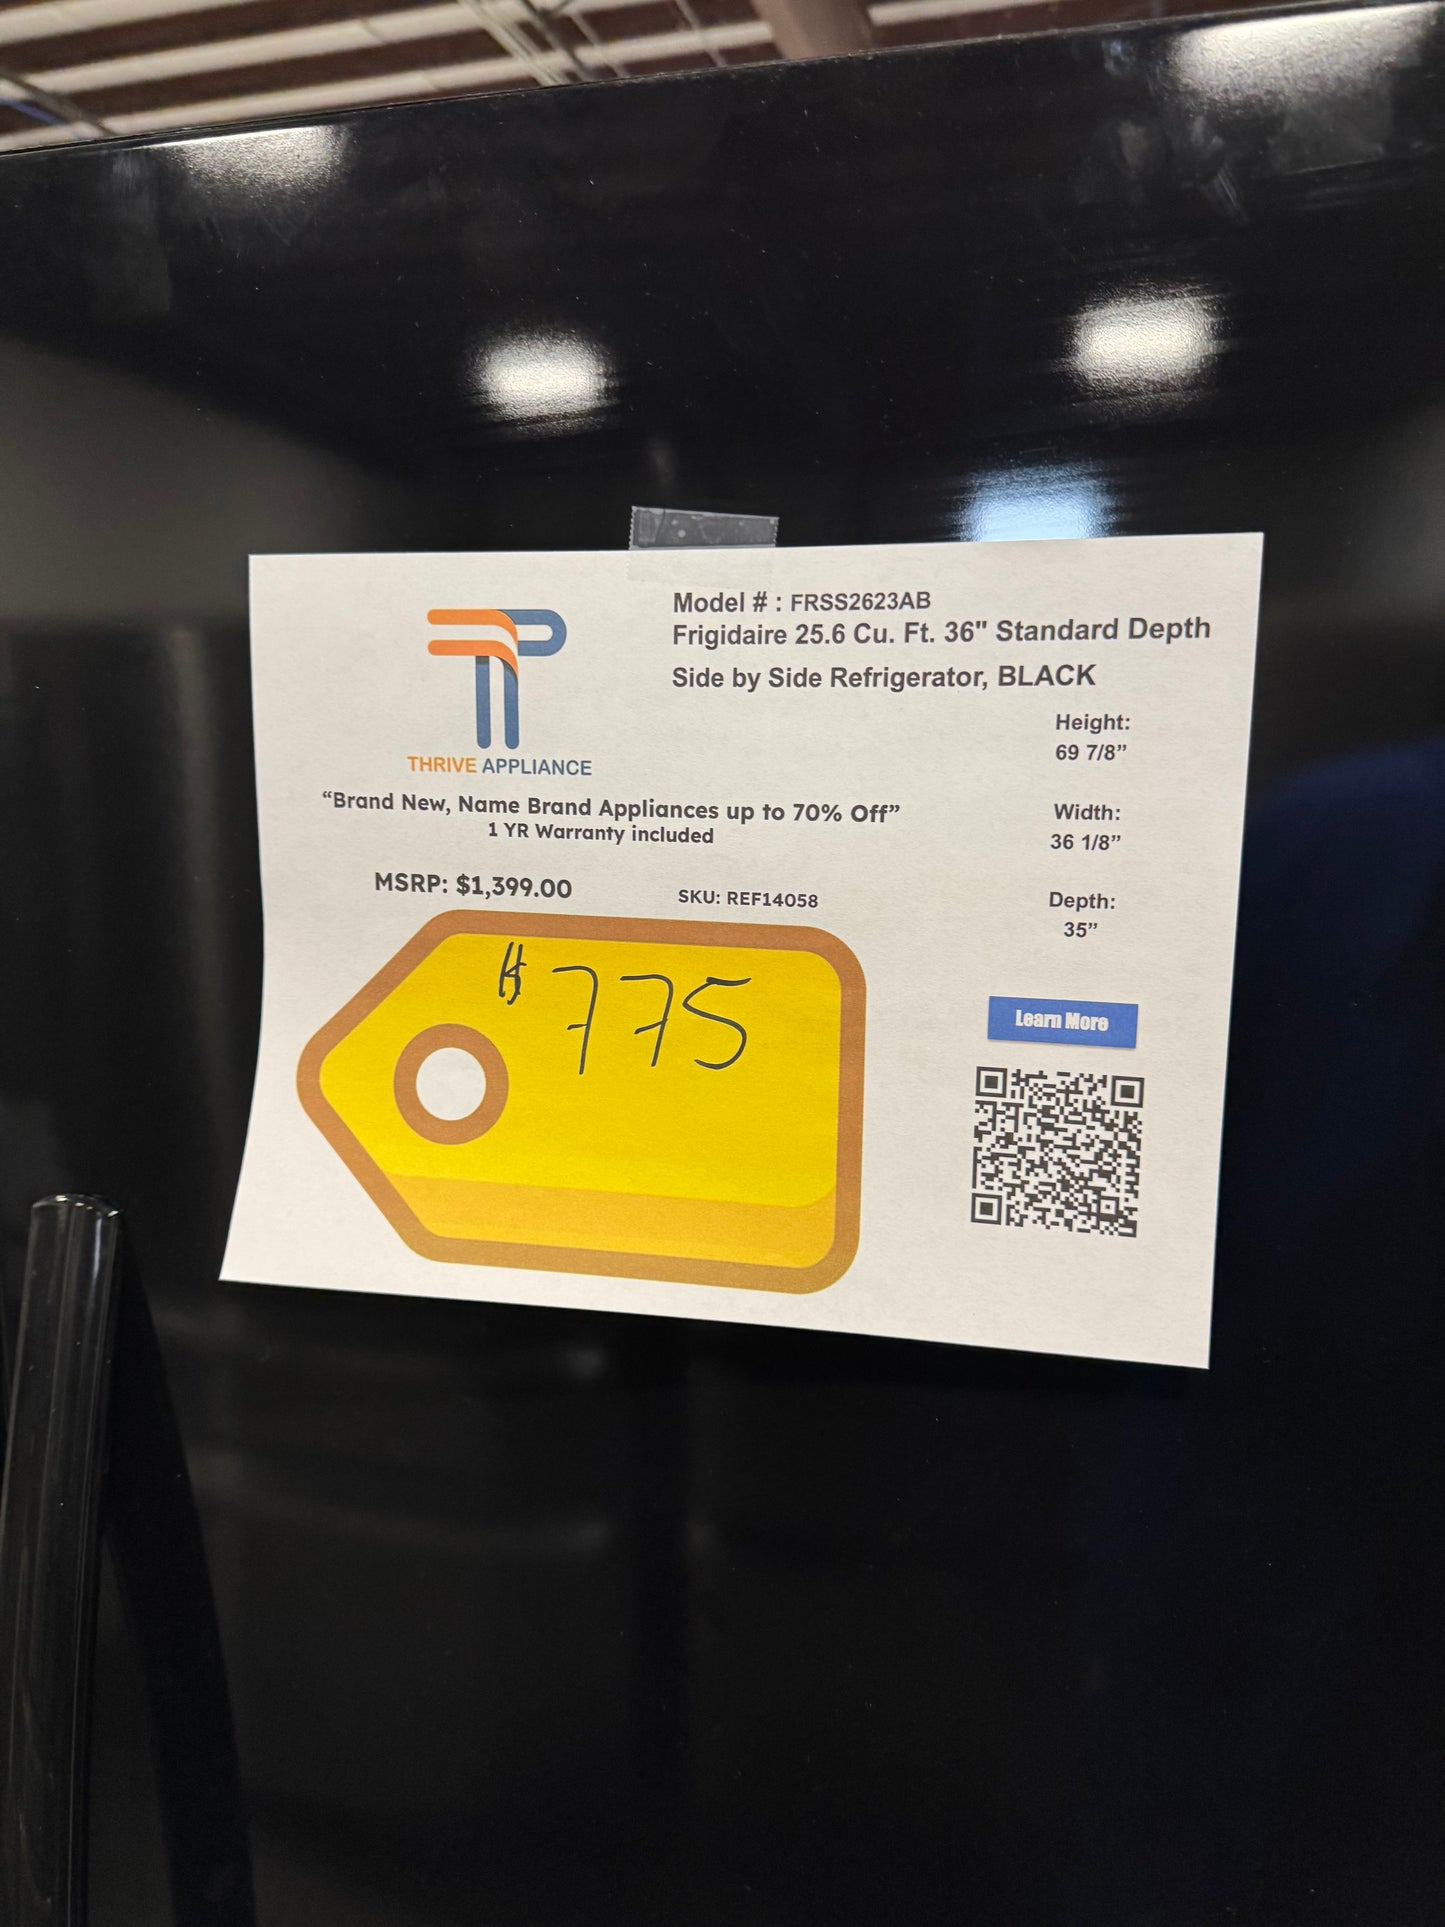 Model # : FRSS2623AB
Frigidaire 25.6 Cu. Ft. 36" Standard Depth
Side by Side Refrigerator, BLACK
THRIVE APPLIANCE
“Brand New, Name Brand Appliances up to 70% Off”
1 YR Warranty included
MSRP: $1,399.00
SKU: REF14058
$775
Height:
69 7/8”
Width:
36 1/8”
Depth:
35”
Learn More